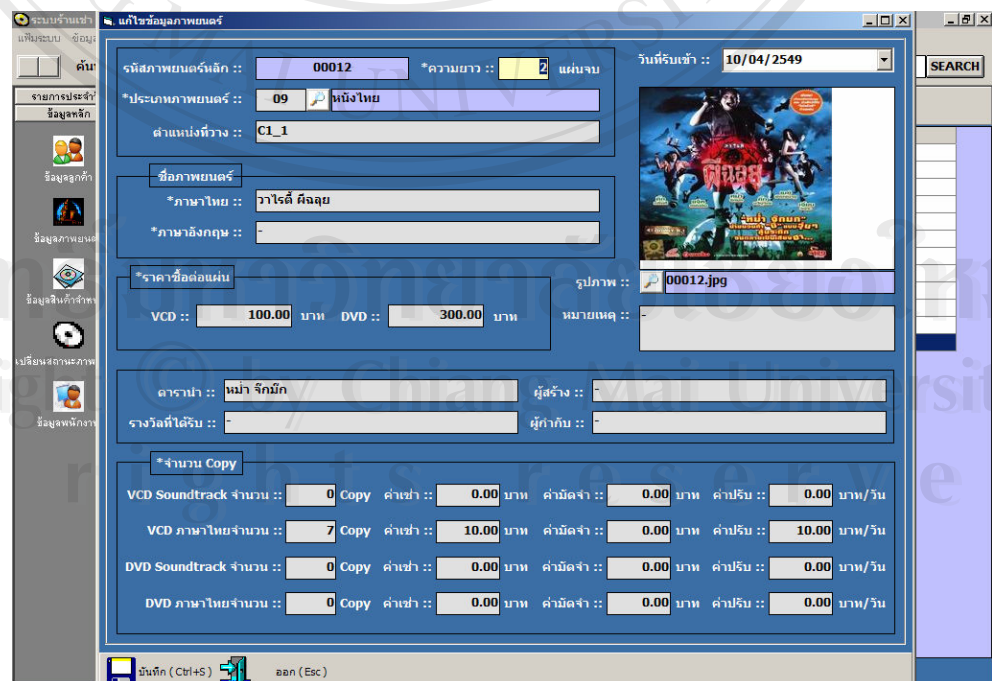 ระบบร้านเช่า
แก้ไขข้อมูลภาพยนตร์
แฟ้มระบบ ข้อมูล
SEARCH
รายการประจำ
ข้อมูลหลัก
ข้อมูลลูกค้า
ข้อมูลภาพยนต
ข้อมูลสินค้าจำหน
เปลี่ยนสถานะภาพ
ข้อมูลพนักงาน
รหัสภาพยนตร์หลัก :: 00012 *ความยาว :: 2 แผ่นจบ
วันที่รับเข้า :: 10/04/2549
*ประเภทภาพยนตร์ :: 09 หนังไทย
ตำแหน่งที่วาง :: C1_1
ชื่อภาพยนตร์
*ภาษาไทย :: วาไรตี้ ผีฉลุย
*ภาษาอังกฤษ :: -
*ราคาซื้อต่อแผ่น
VCD :: 100.00 บาท DVD :: 300.00 บาท
รูปภาพ :: 00012.jpg
หมายเหตุ :: -
ดารานำ :: หม่ำ จ๊กม๊ก ผู้สร้าง :: -
รางวัลที่ได้รับ :: - ผู้กำกับ :: -
*จำนวน Copy
VCD Soundtrack จำนวน :: 0 Copy ค่าเช่า :: 0.00 บาท ค่ามัดจำ :: 0.00 บาท ค่าปรับ :: 0.00 บาท/วัน
VCD ภาษาไทยจำนวน :: 7 Copy ค่าเช่า :: 10.00 บาท ค่ามัดจำ :: 0.00 บาท ค่าปรับ :: 10.00 บาท/วัน
DVD Soundtrack จำนวน :: 0 Copy ค่าเช่า :: 0.00 บาท ค่ามัดจำ :: 0.00 บาท ค่าปรับ :: 0.00 บาท/วัน
DVD ภาษาไทยจำนวน :: 0 Copy ค่าเช่า :: 0.00 บาท ค่ามัดจำ :: 0.00 บาท ค่าปรับ :: 0.00 บาท/วัน
บันทึก ( Ctrl+S ) ออก ( Esc )
© by Chiang Mai Universit
rights reserve